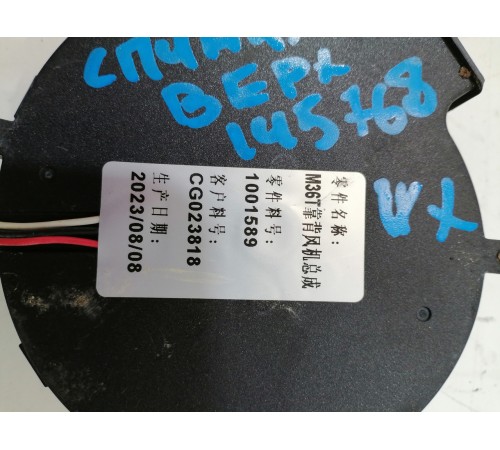 ВЕРХ
145768
EX
零件名称：
M36T靠背风机总成
零件料号：
1001589
客户料号：
CG023818
生产日期：
2023/08/08